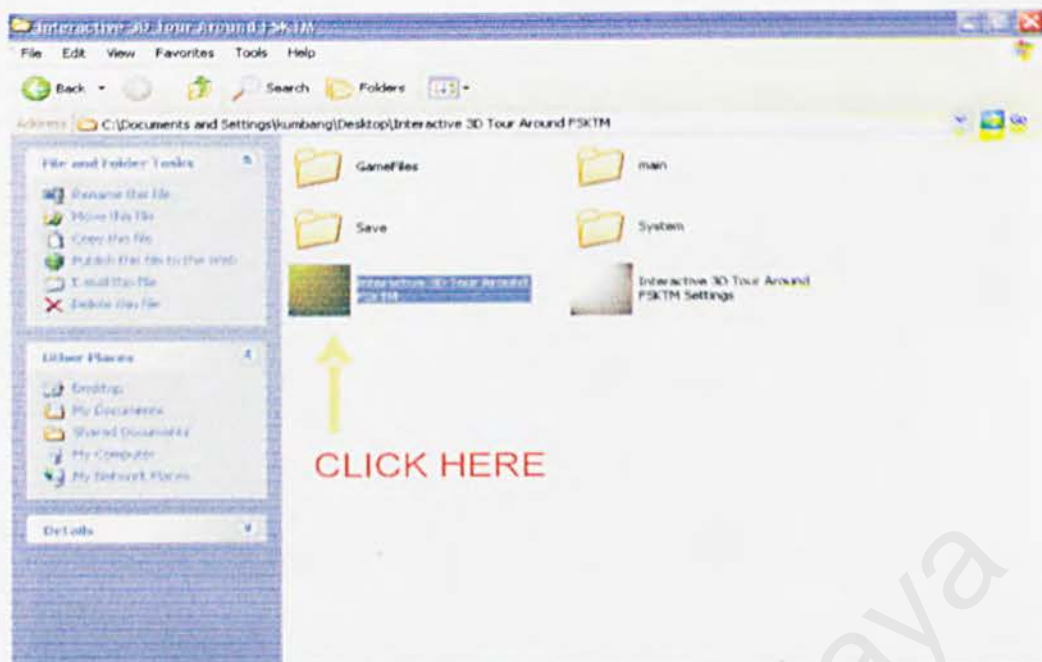 Interactive 3D Tour Around FSKTM
File Edit View Favorites Tools Help
Back Search Folders
Address C:\Documents and Settings\kumbang\Desktop\Interactive 3D Tour Around FSKTM Go
File and Folder Tasks
Rename this file
Move this file
Copy this file
Publish this file to the Web
E-mail this file
Delete this file
Other Places
Desktop
My Documents
Shared Documents
My Computer
My Network Places
Details
GameFiles main
Save System
Interactive 3D Tour Around
FSKTM
Interactive 3D Tour Around
FSKTM Settings
CLICK HERE
aya